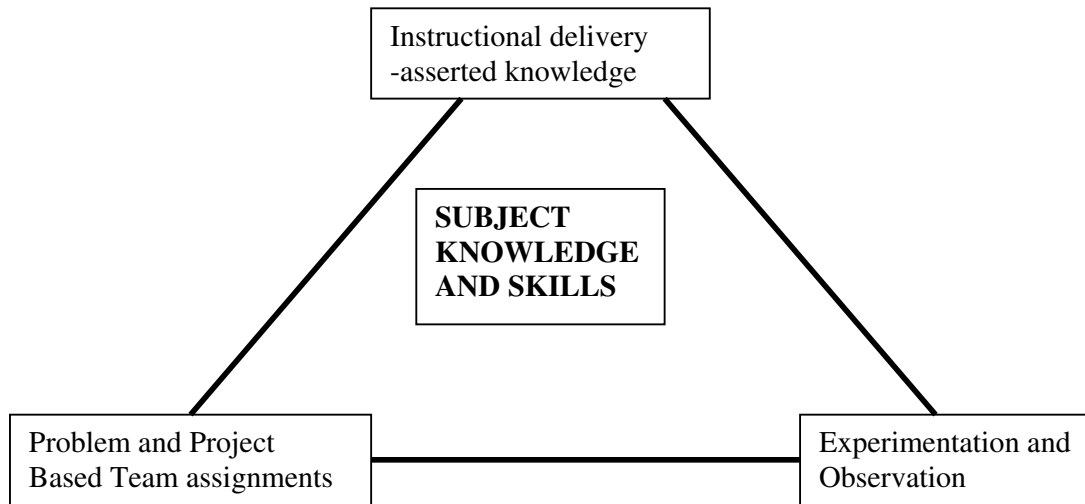 Instructional delivery
-asserted knowledge
SUBJECT
KNOWLEDGE
AND SKILLS
Problem and Project
Based Team assignments
Experimentation and
Observation